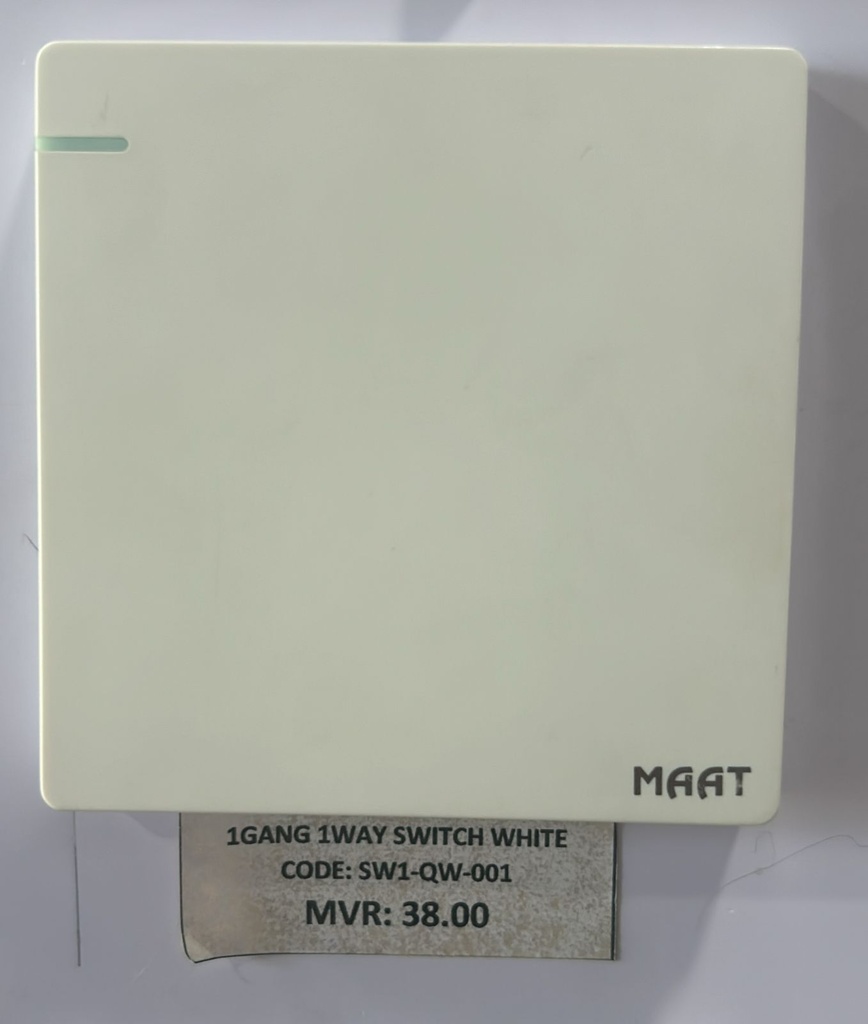 MAAT
1GANG 1WAY SWITCH WHITE
CODE: SW1-QW-001
MVR: 38.00